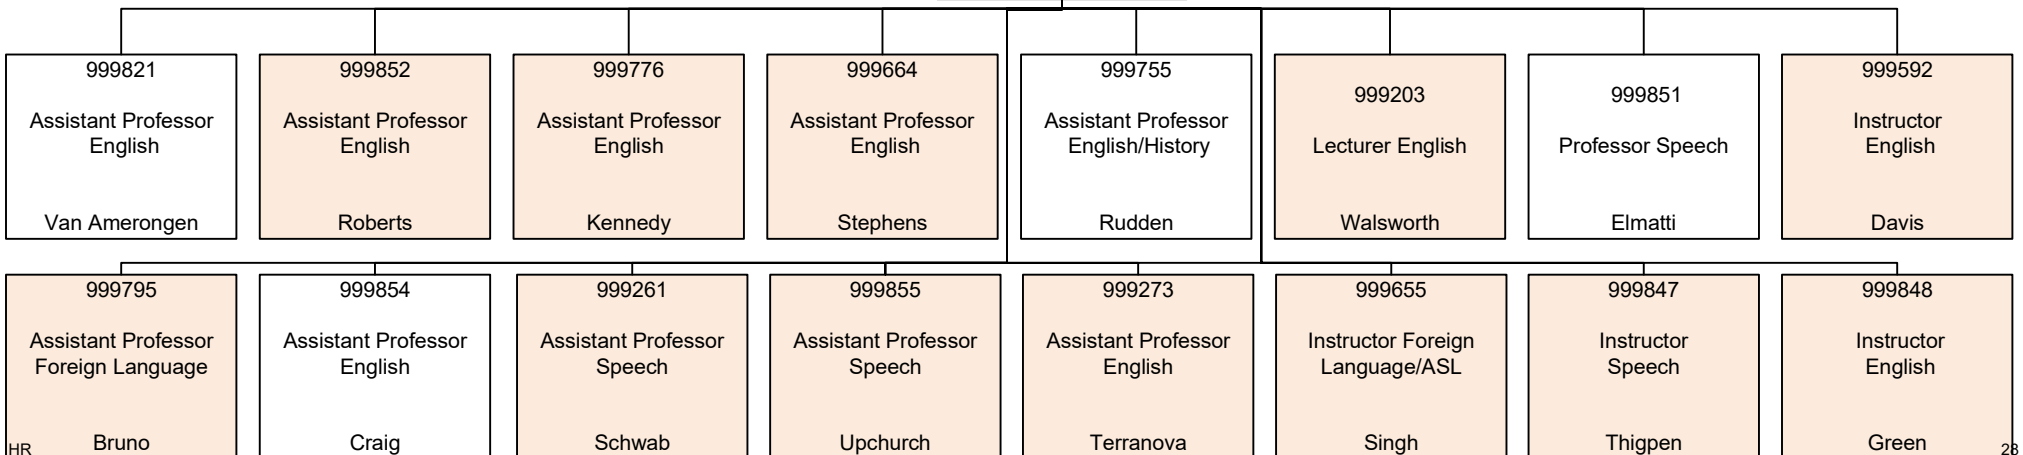 999821
Assistant Professor
English
Van Amerongen
999852
Assistant Professor
English
Roberts
999776
Assistant Professor
English
Kennedy
999664
Assistant Professor
English
Stephens
999755
Assistant Professor
English/History
Rudden
999203
Lecturer English
Walsworth
999851
Professor Speech
Elmatti
999592
Instructor
English
Davis
999795
Assistant Professor
Foreign Language
Bruno
999854
Assistant Professor
English
Craig
999261
Assistant Professor
Speech
Schwab
999855
Assistant Professor
Speech
Upchurch
999273
Assistant Professor
English
Terranova
999655
Instructor Foreign
Language/ASL
Singh
999847
Instructor
Speech
Thigpen
999848
Instructor
English
Green
HR